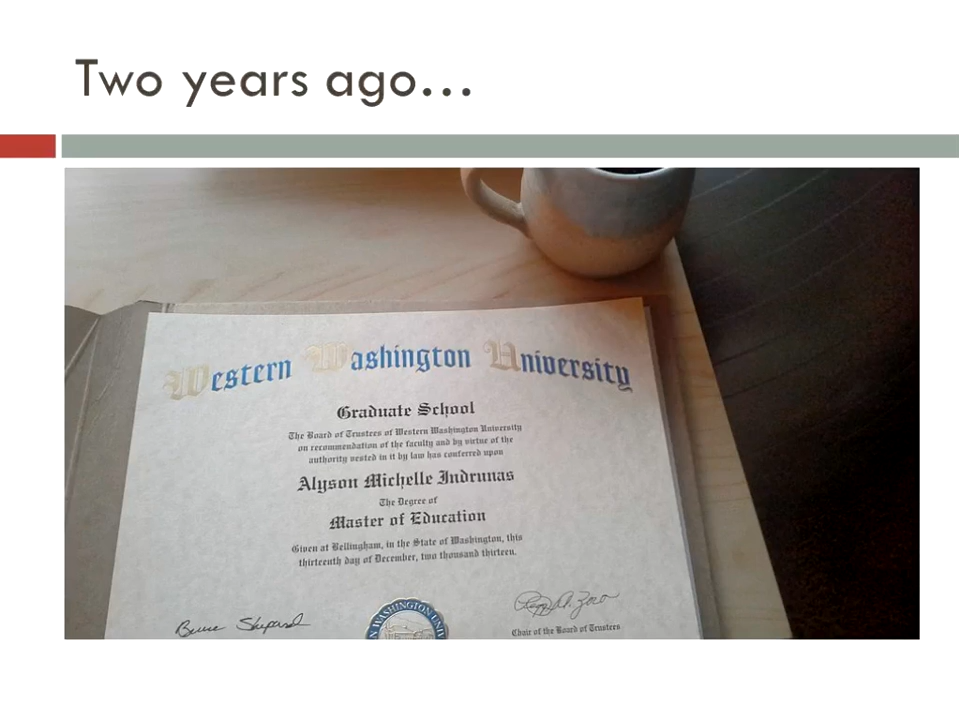 Two years ago…
Western Washington University
Graduate School
The Board of Trustees of Western Washington University
on recommendation of the faculty and by virtue of the
authority vested in it by law has conferred upon
Alyson Michelle Indrunas
The Degree of
Master of Education
Given at Bellingham, in the State of Washington, this
thirteenth day of December, two thousand thirteen.
Bruce Shepard
WASHINGTON
Chair of the Board of Trustees